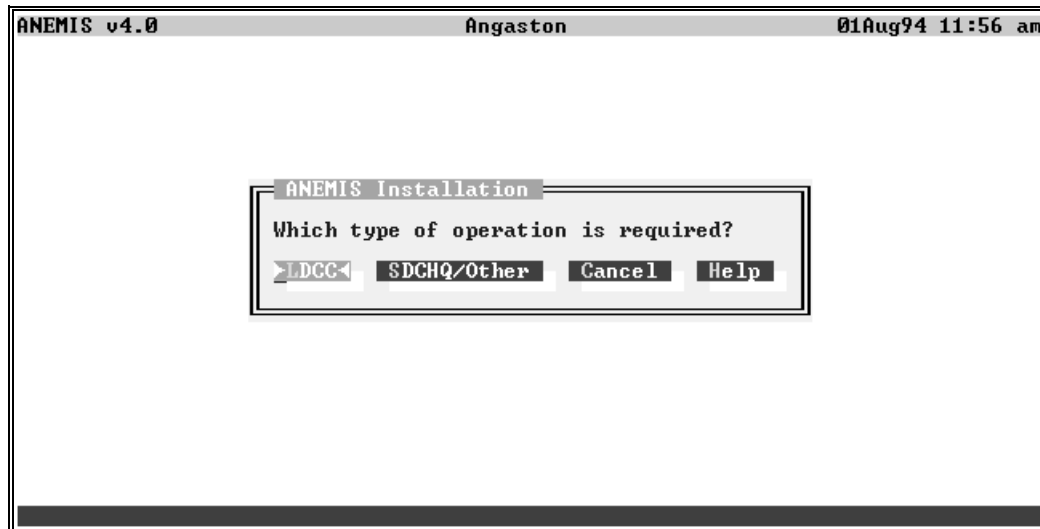 ANEMIS v4.0 Angaston 01Aug94 11:56 am
ANEMIS Installation
Which type of operation is required?
LDCC SDCHQ/Other Cancel Help